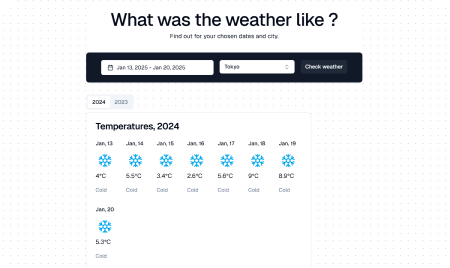 What was the weather like ?
Find out for your chosen dates and city.
Jan 13, 2025 - Jan 20, 2025
Tokyo
Check weather
2024 2023
Temperatures, 2024
Jan, 13 Jan, 14 Jan, 15 Jan, 16 Jan, 17 Jan, 18 Jan, 19
4°C 5.5°C 3.4°C 2.6°C 5.6°C 9°C 8.9°C
Cold Cold Cold Cold Cold Cold Cold
Jan, 20
5.3°C
Cold